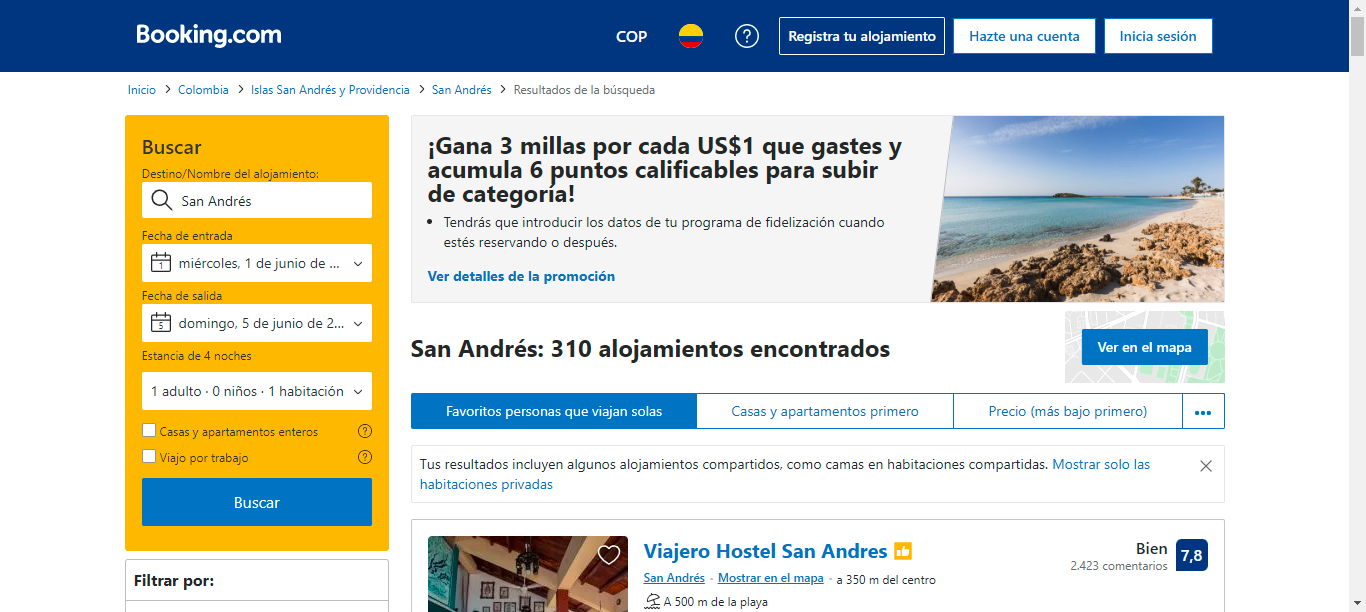 Booking.com
COP
Registra tu alojamiento
Hazte una cuenta
Inicia sesión
Inicio > Colombia > Islas San Andrés y Providencia > San Andrés > Resultados de la búsqueda
Buscar
Destino/Nombre del alojamiento:
San Andrés
Fecha de entrada
1
miércoles, 1 de junio de ...
Fecha de salida
5
domingo, 5 de junio de 2...
Estancia de 4 noches
1 adulto · 0 niños · 1 habitación
Casas y apartamentos enteros
Viajo por trabajo
Buscar
Filtrar por:
¡Gana 3 millas por cada US$1 que gastes y
acumula 6 puntos calificables para subir
de categoría!
• Tendrás que introducir los datos de tu programa de fidelización cuando
estés reservando o después.
Ver detalles de la promoción
San Andrés: 310 alojamientos encontrados
Ver en el mapa
Favoritos personas que viajan solas
Casas y apartamentos primero
Precio (más bajo primero)
Tus resultados incluyen algunos alojamientos compartidos, como camas en habitaciones compartidas. Mostrar solo las
habitaciones privadas
Viajero Hostel San Andres
San Andrés · Mostrar en el mapa · a 350 m del centro
A 500 m de la playa
Bien
2.423 comentarios
7,8